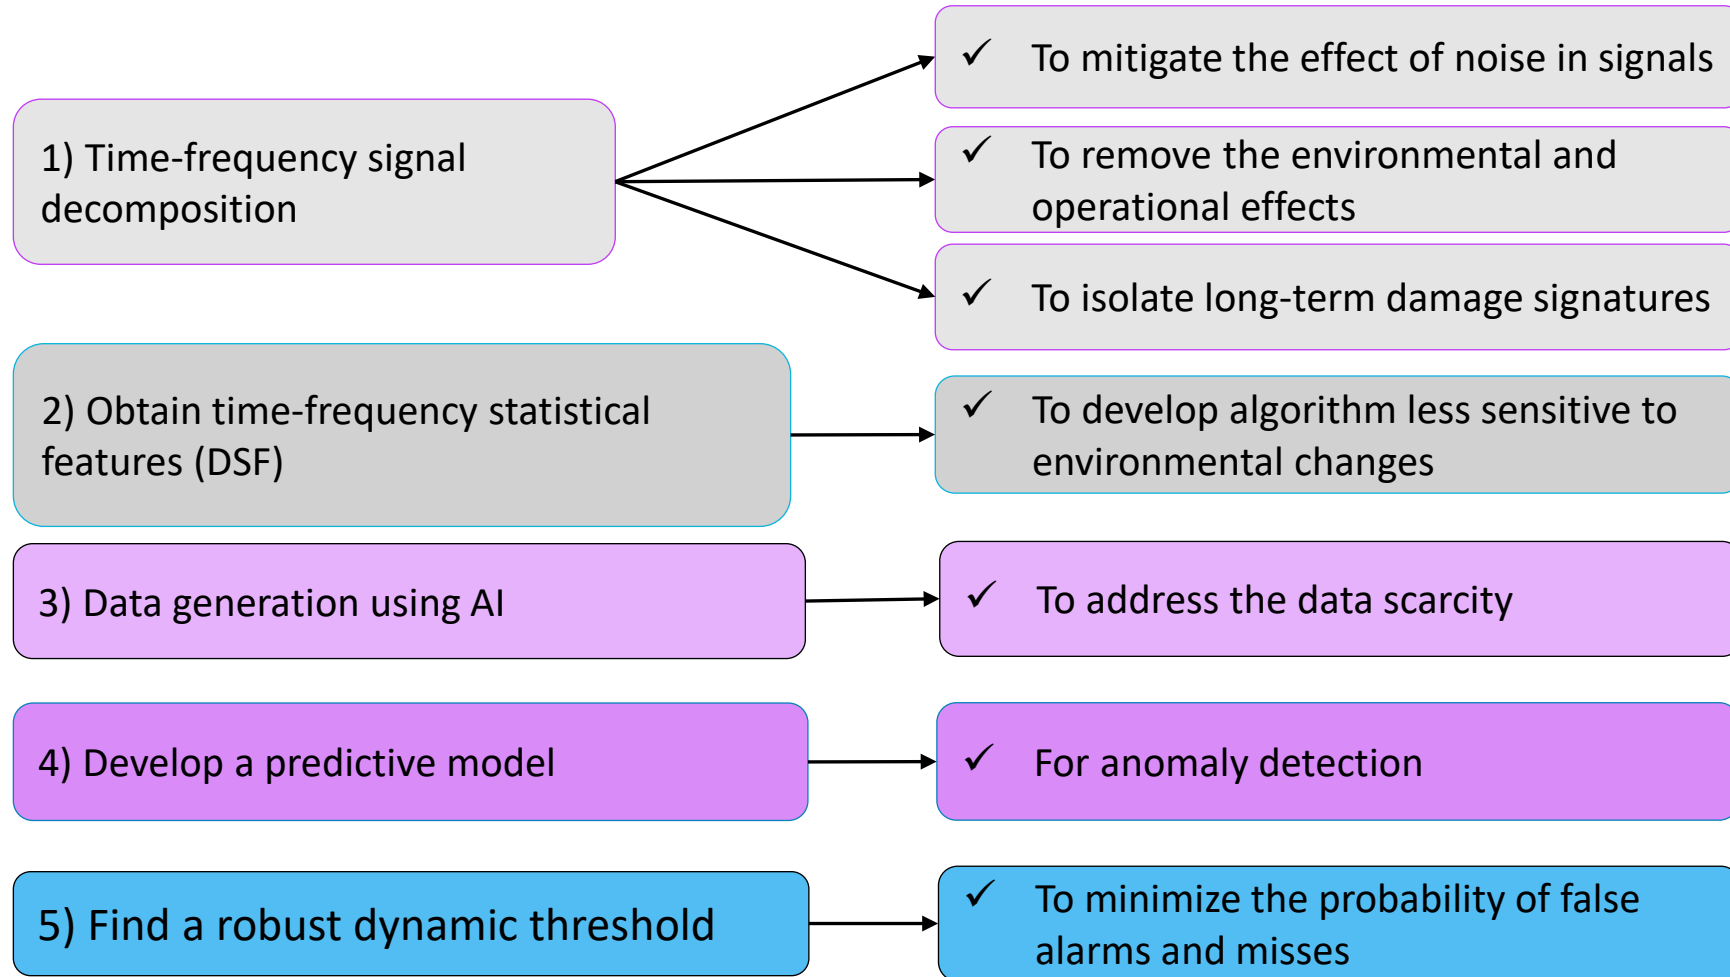 1) Time-frequency signal
decomposition
✓ To mitigate the effect of noise in signals
✓ To remove the environmental and
operational effects
✓ To isolate long-term damage signatures
2) Obtain time-frequency statistical
features (DSF)
✓ To develop algorithm less sensitive to
environmental changes
3) Data generation using AI
✓ To address the data scarcity
4) Develop a predictive model
✓ For anomaly detection
5) Find a robust dynamic threshold
✓ To minimize the probability of false
alarms and misses